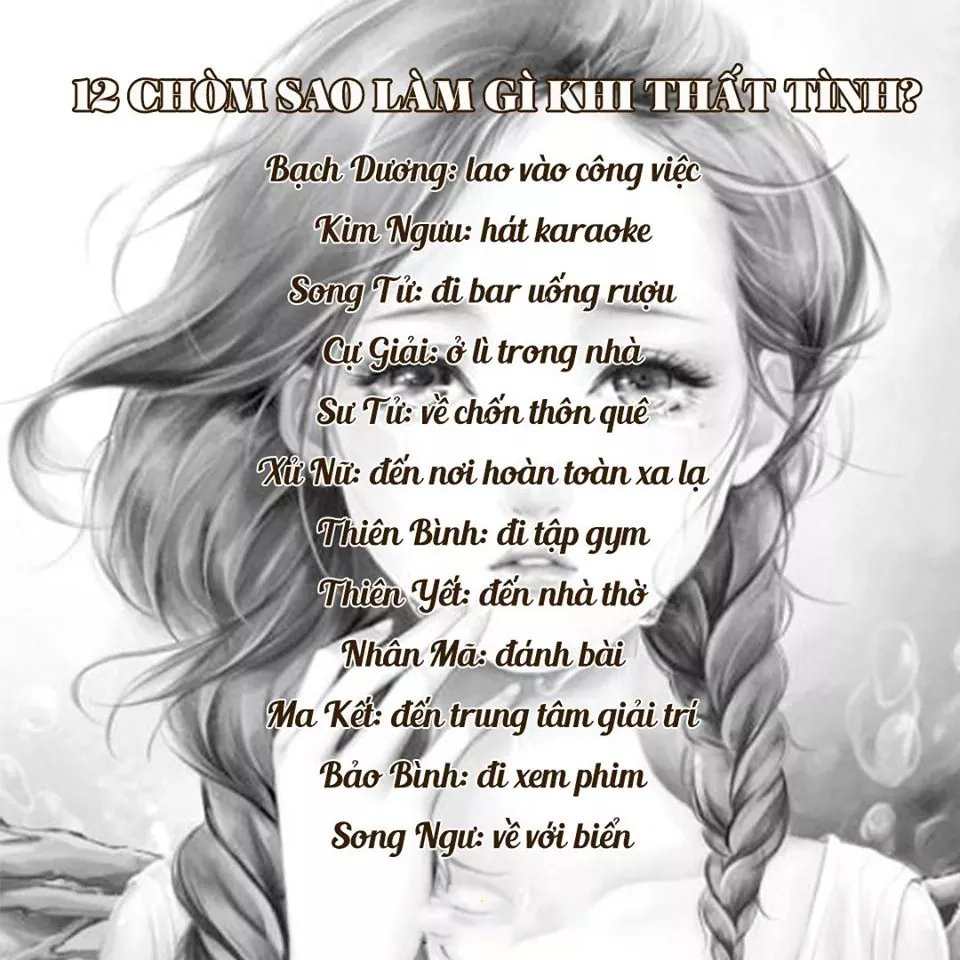 12 CHÒM SAO LÀM GÌ KHI THẤT TÌNH?
Bạch Dương: lao vào công việc
Kim Ngưu: hát karaoke
Song Tử: đi bar uống rượu
Cự Giải: ở lì trong nhà
Sư Tử: về chốn thôn quê
Xử Nữ: đến nơi hoàn toàn xa lạ
Thiên Bình: đi tập gym
Thiên Yết: đến nhà thờ
Nhân Mã: đánh bài
Ma Kết: đến trung tâm giải trí
Bảo Bình: đi xem phim
Song Ngư: về với biển